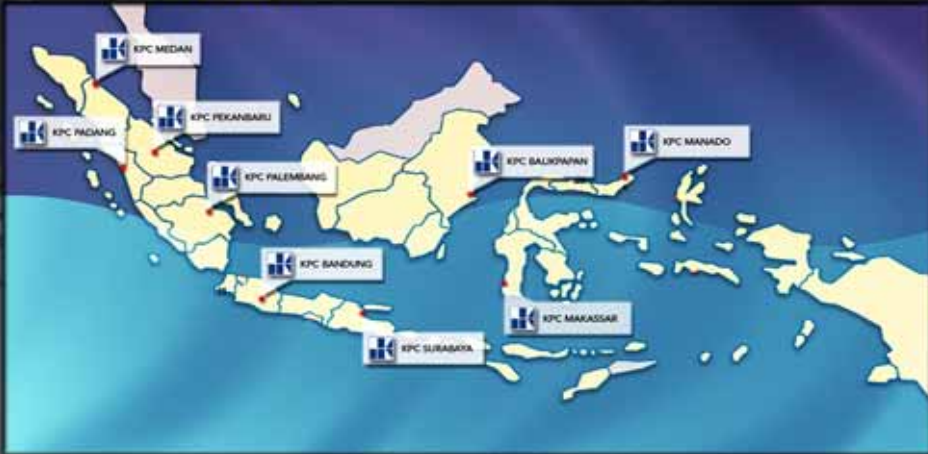 KPC MEDAN
KPC PEKANBARU
KPC PADANG
KPC MANADO
KPC BALIKPAPAN
KPC PALEMBANG
KPC BANDUNG
KPC MAKASSAR
KPC SURABAYA